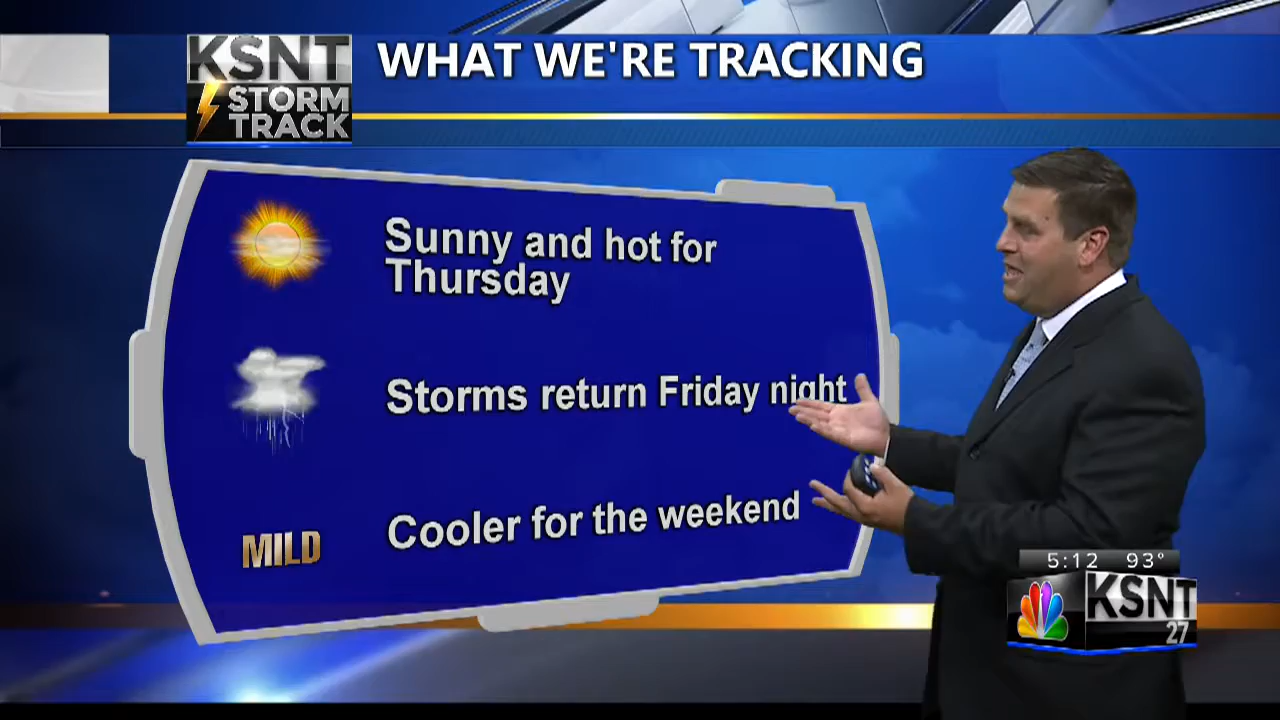 KSNT
STORM
TRACK
WHAT WE'RE TRACKING
Sunny and hot for
Thursday
Storms return Friday night
MILD
Cooler for the weekend
5:12 93°
KSNT
27